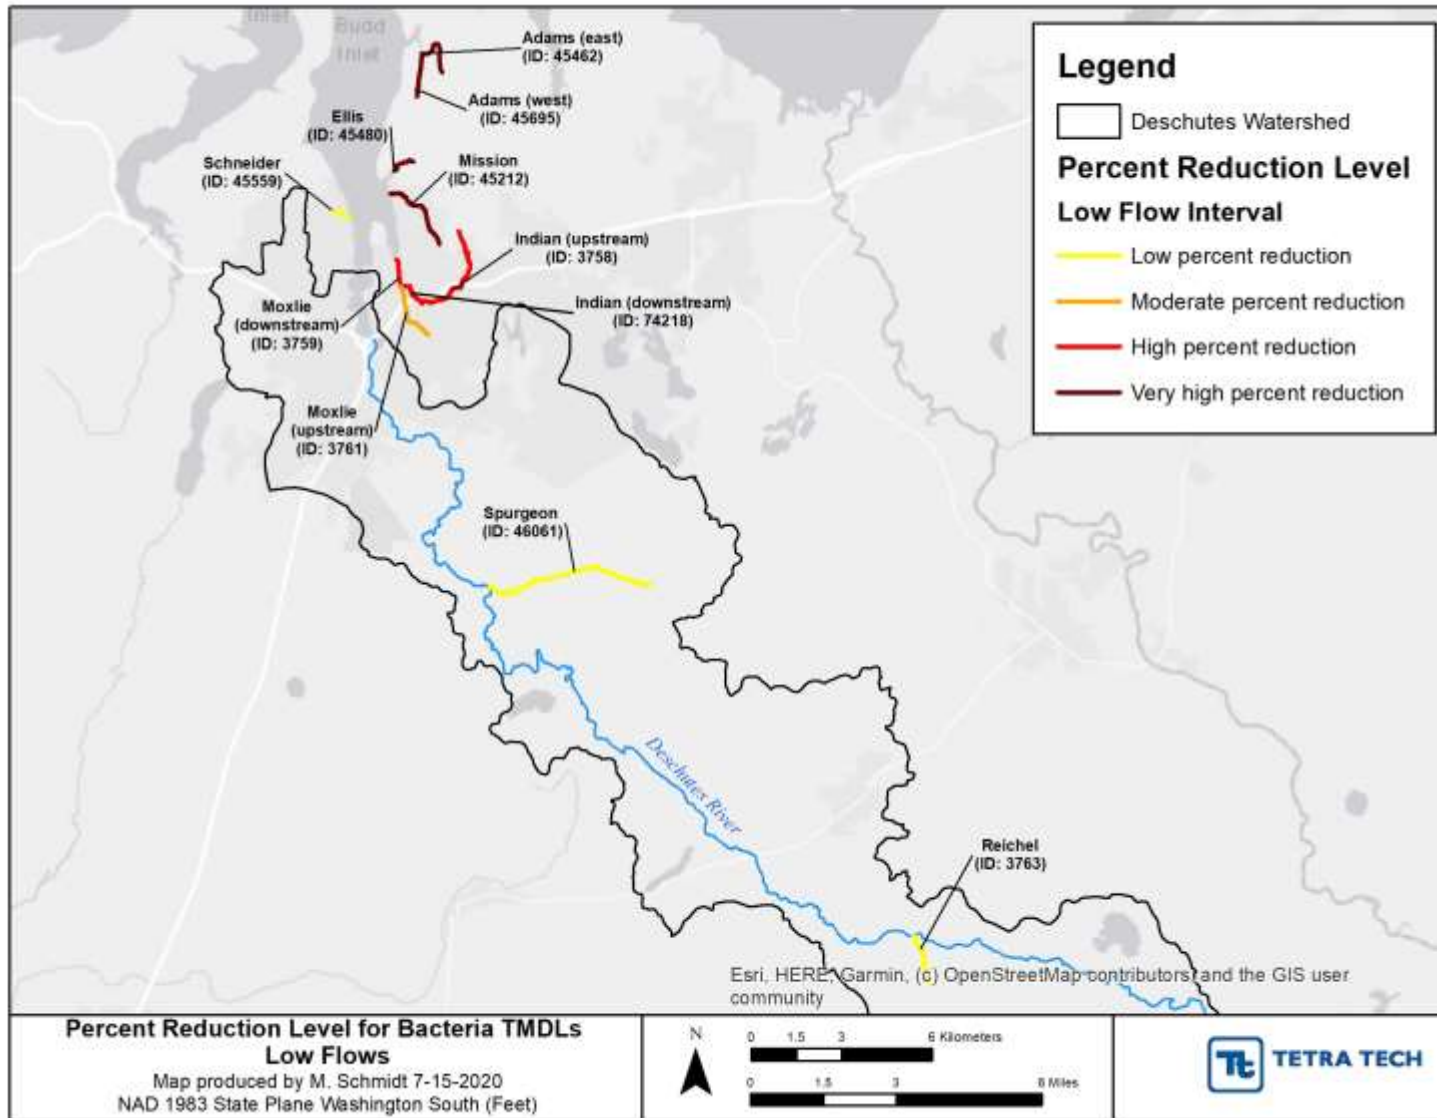 Inlet
Budd
Inlet
Adams (east)
(ID: 45462)
Adams (west)
(ID: 45695)
Ellis
(ID: 45480)
Mission
(ID: 45212)
Schneider
(ID: 45559)
Indian (upstream)
(ID: 3758)
Indian (downstream)
(ID: 74218)
Moxlie
(downstream)
(ID: 3759)
Moxlie
(upstream)
(ID: 3761)
Spurgeon
(ID: 46061)
Deschutes River
Reichel
(ID: 3763)
Legend
Deschutes Watershed
Percent Reduction Level
Low Flow Interval
Low percent reduction
Moderate percent reduction
High percent reduction
Very high percent reduction
Esri, HERE, Garmin, (c) OpenStreetMap contributors, and the GIS user
community
Percent Reduction Level for Bacteria TMDLs
Low Flows
Map produced by M. Schmidt 7-15-2020
NAD 1983 State Plane Washington South (Feet)
N
0 1.5 3 6 Kilometers
0 1.5 3 6 Miles
Tt TETRA TECH